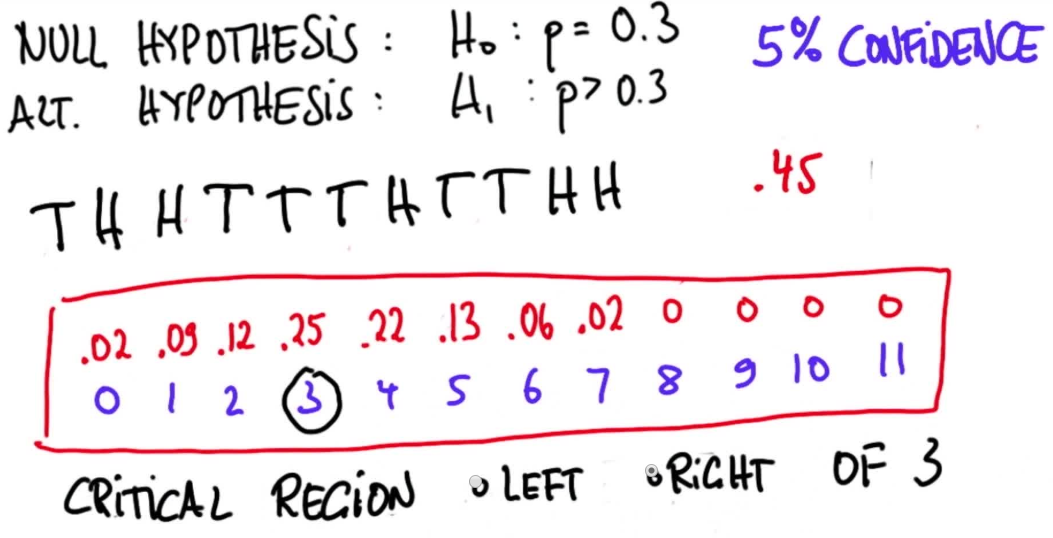 NULL HYPOTHESIS : H₀ : p = 0.3
5% CONFIDENCE
ALT. HYPOTHESIS : H₁ : p> 0.3
T H H T T T H T T H H
.45
.02 .09 .12 .25 .22 .13 .06 .02 0 0 0 0
0 1 2 3 4 5 6 7 8 9 10 11
CRITICAL REGION LEFT RIGHT OF 3